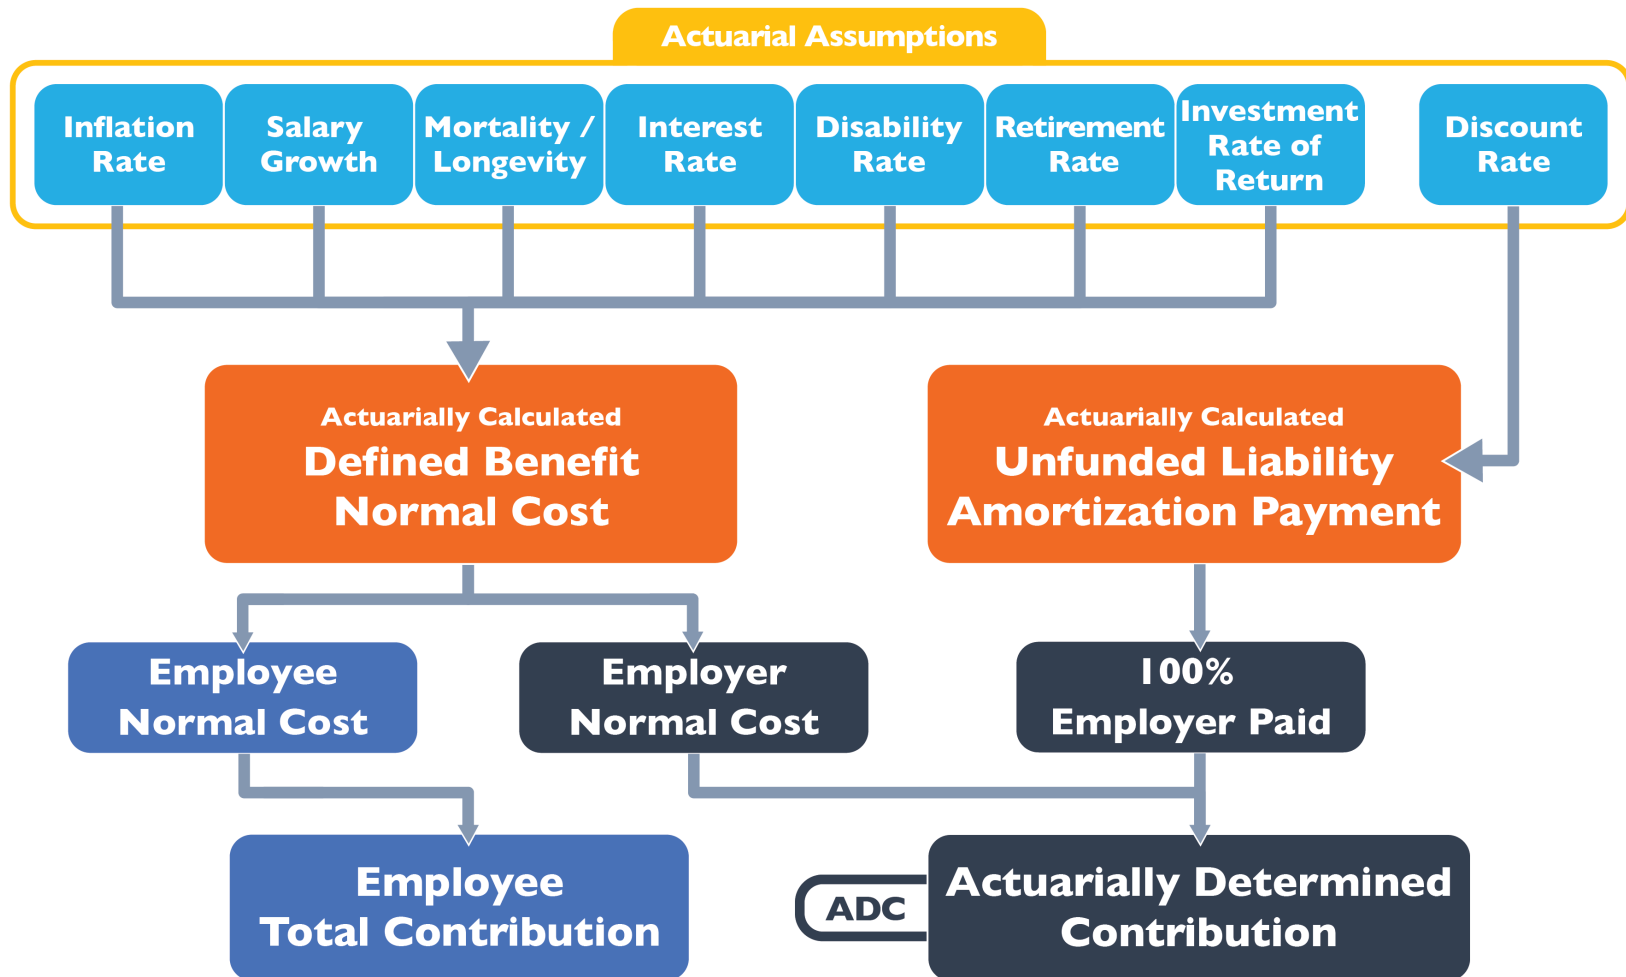 Actuarial Assumptions
Inflation
Rate
Salary
Growth
Mortality /
Longevity
Interest
Rate
Disability
Rate
Retirement
Rate
Investment
Rate of
Return
Discount
Rate
Actuarially Calculated
Defined Benefit
Normal Cost
Actuarially Calculated
Unfunded Liability
Amortization Payment
Employee
Normal Cost
Employer
Normal Cost
100%
Employer Paid
Employee
Total Contribution
ADC
Actuarially Determined
Contribution